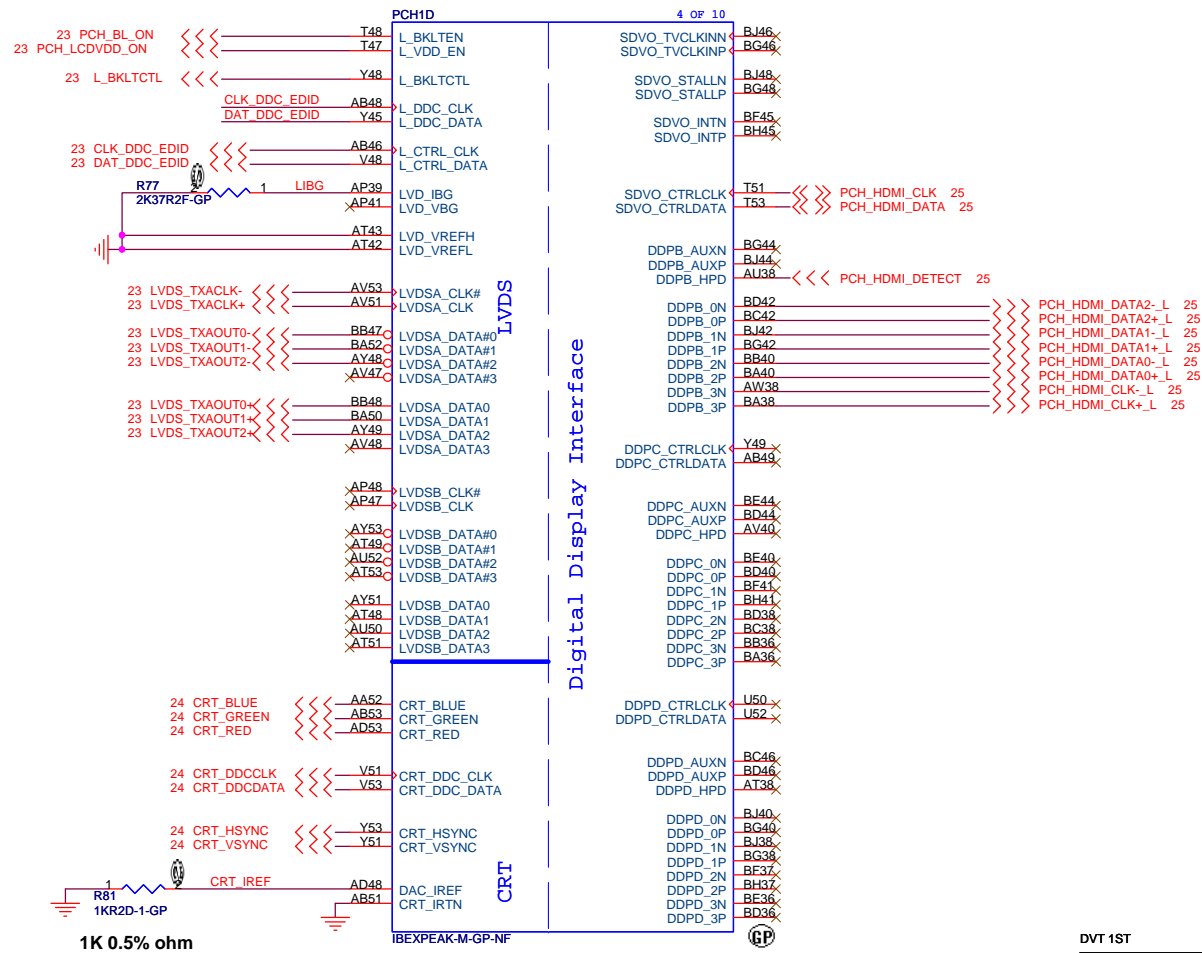 PCH1D
4 OF 10
23 PCH_BL_ON
T48
L_BKLTEN
23 PCH_LCDVDD_ON
T47
L_VDD_EN
23 L_BKLTCTL
Y48
L_BKLTCTL
CLK_DDC_EDID
AB48
L_DDC_CLK
DAT_DDC_EDID
Y45
L_DDC_DATA
23 CLK_DDC_EDID
AB46
L_CTRL_CLK
23 DAT_DDC_EDID
V48
L_CTRL_DATA
R77
2K37R2F-GP
2
1
LIBG
AP39
LVD_IBG
AP41
LVD_VBG
AT43
LVD_VREFH
AT42
LVD_VREFL
LVDS
23 LVDS_TXACLK-
AV53
LVDSA_CLK#
23 LVDS_TXACLK+
AV51
LVDSA_CLK
23 LVDS_TXAOUT0-
BB47
LVDSA_DATA#0
23 LVDS_TXAOUT1-
BA52
LVDSA_DATA#1
23 LVDS_TXAOUT2-
AY48
LVDSA_DATA#2
AV47
LVDSA_DATA#3
23 LVDS_TXAOUT0+
BB48
LVDSA_DATA0
23 LVDS_TXAOUT1+
BA50
LVDSA_DATA1
23 LVDS_TXAOUT2+
AY49
LVDSA_DATA2
AV48
LVDSA_DATA3
AP48
LVDSB_CLK#
AP47
LVDSB_CLK
AY53
LVDSB_DATA#0
AT49
LVDSB_DATA#1
AU52
LVDSB_DATA#2
AT53
LVDSB_DATA#3
AY51
LVDSB_DATA0
AT48
LVDSB_DATA1
AU50
LVDSB_DATA2
AT51
LVDSB_DATA3
24 CRT_BLUE
AA52
CRT_BLUE
24 CRT_GREEN
AB53
CRT_GREEN
24 CRT_RED
AD53
CRT_RED
24 CRT_DDCCLK
V51
CRT_DDC_CLK
24 CRT_DDCDATA
V53
CRT_DDC_DATA
24 CRT_HSYNC
Y53
CRT_HSYNC
24 CRT_VSYNC
Y51
CRT_VSYNC
CRT
1
2
R81
1KR2D-1-GP
CRT_IREF
AD48
DAC_IREF
AB51
CRT_IRTN
1K 0.5% ohm
IBEXPEAK-M-GP-NF
Digital Display Interface
SDVO_TVCLKINN
BJ46
SDVO_TVCLKINP
BG46
SDVO_STALLN
BJ48
SDVO_STALLP
BG48
SDVO_INTN
BF45
SDVO_INTP
BH45
SDVO_CTRLCLK
T51
PCH_HDMI_CLK 25
SDVO_CTRLDATA
T53
PCH_HDMI_DATA 25
DDPB_AUXN
BG44
DDPB_AUXP
BJ44
DDPB_HPD
AU38
PCH_HDMI_DETECT 25
DDPB_0N
BD42
PCH_HDMI_DATA2-_L 25
DDPB_0P
BC42
PCH_HDMI_DATA2+_L 25
DDPB_1N
BJ42
PCH_HDMI_DATA1-_L 25
DDPB_1P
BG42
PCH_HDMI_DATA1+_L 25
DDPB_2N
BB40
PCH_HDMI_DATA0-_L 25
DDPB_2P
BA40
PCH_HDMI_DATA0+_L 25
DDPB_3N
AW38
PCH_HDMI_CLK-_L 25
DDPB_3P
BA38
PCH_HDMI_CLK+_L 25
DDPC_CTRLCLK
Y49
DDPC_CTRLDATA
AB49
DDPC_AUXN
BE44
DDPC_AUXP
BD44
DDPC_HPD
AV40
DDPC_0N
BE40
DDPC_0P
BD40
DDPC_1N
BF41
DDPC_1P
BH41
DDPC_2N
BD38
DDPC_2P
BC38
DDPC_3N
BB36
DDPC_3P
BA36
DDPD_CTRLCLK
U50
DDPD_CTRLDATA
U52
DDPD_AUXN
BC46
DDPD_AUXP
BD46
DDPD_HPD
AT38
DDPD_0N
BJ40
DDPD_0P
BG40
DDPD_1N
BJ38
DDPD_1P
BG38
DDPD_2N
BF37
DDPD_2P
BH37
DDPD_3N
BE36
DDPD_3P
BD36
GP
DVT 1ST